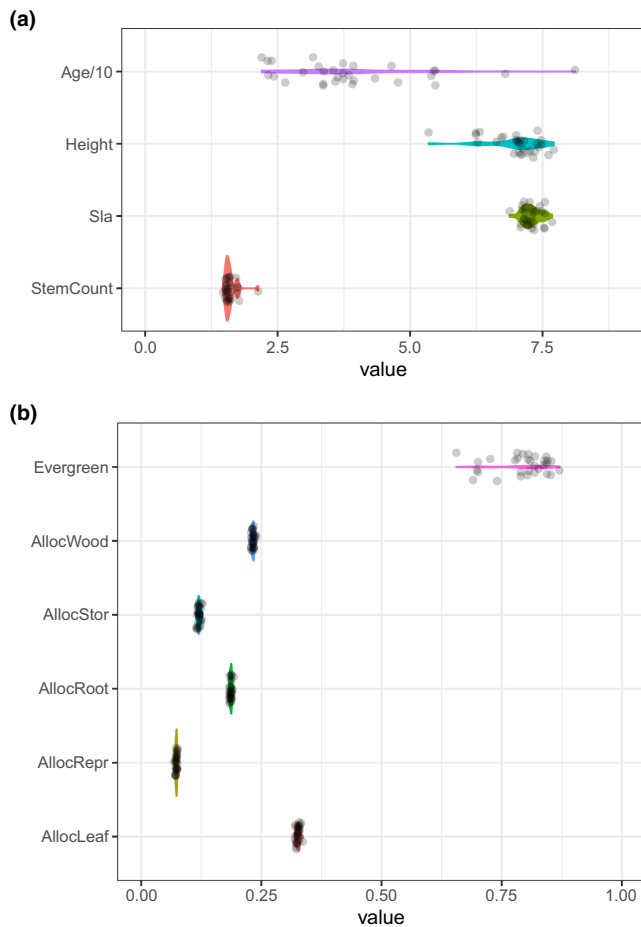 (a)
Age/10
Height
Sla
StemCount
0.0 2.5 5.0 7.5
value
(b)
Evergreen
AllocWood
AllocStor
AllocRoot
AllocRepr
AllocLeaf
0.00 0.25 0.50 0.75 1.00
value